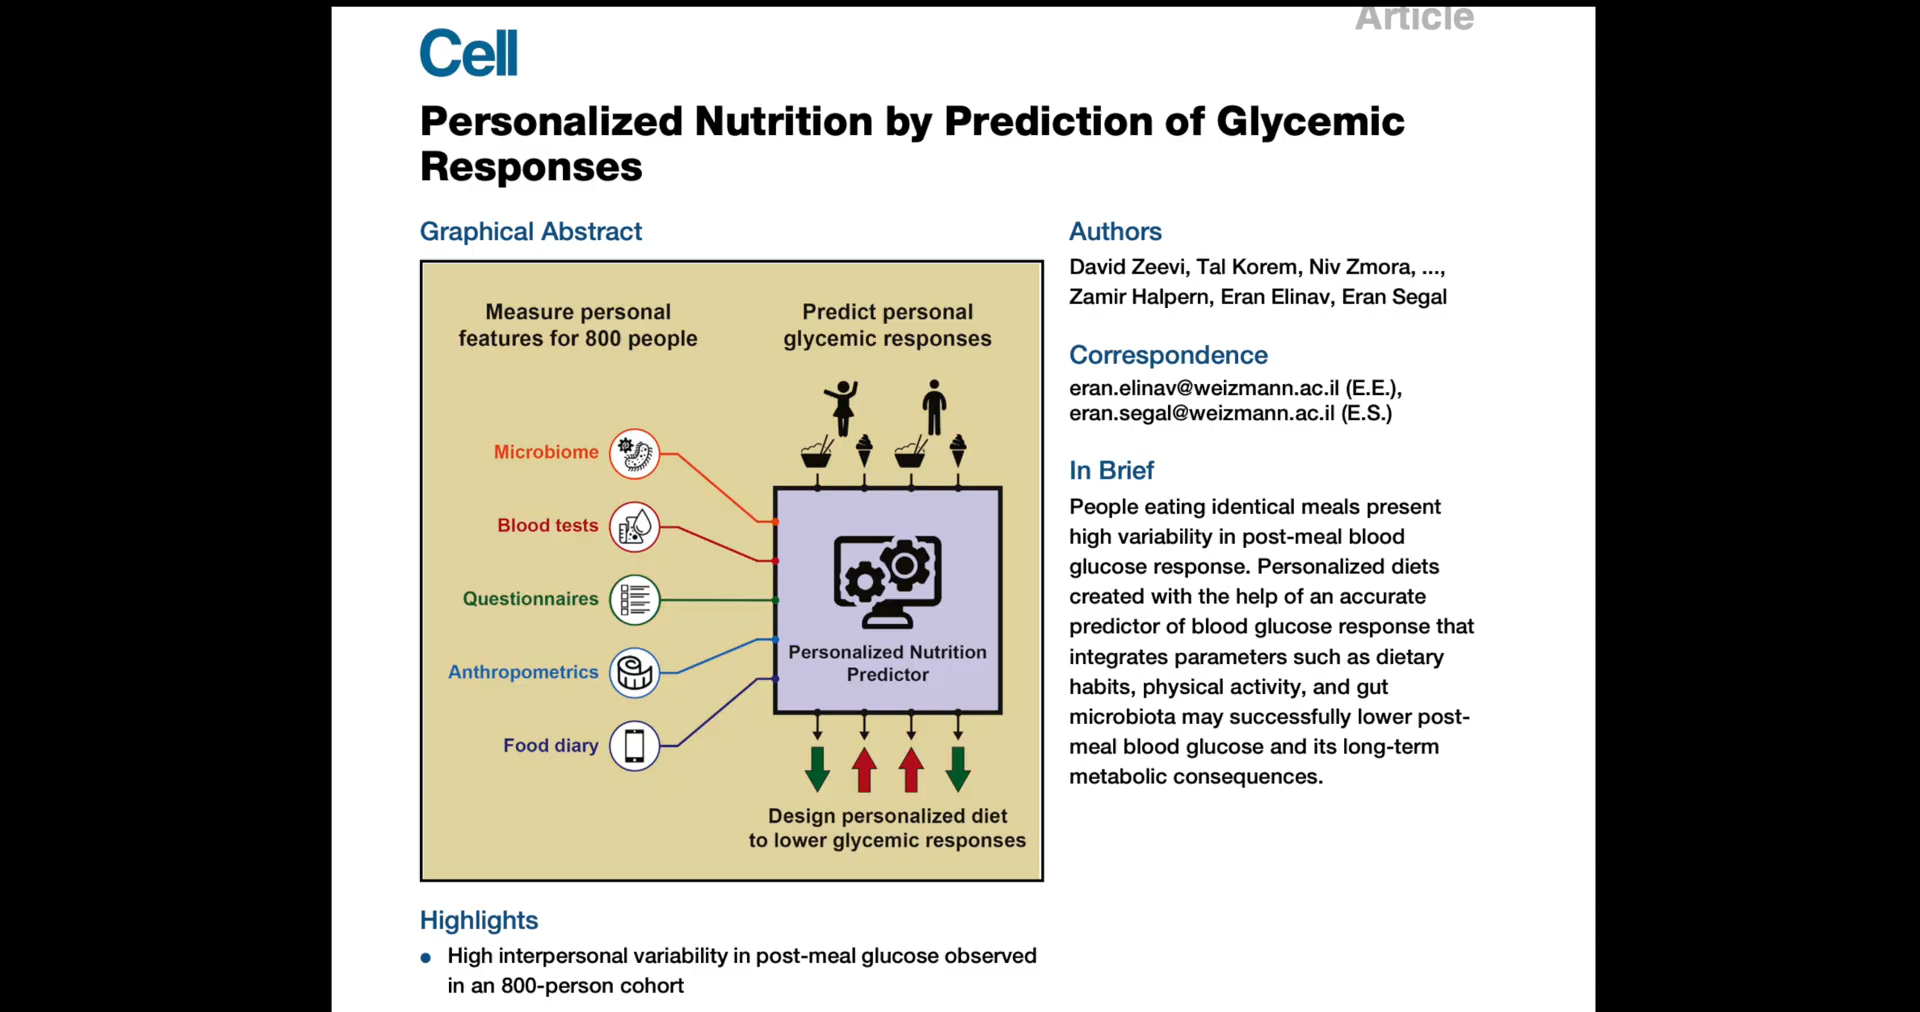 Article
Cell
Personalized Nutrition by Prediction of Glycemic
Responses
Graphical Abstract
Measure personal
features for 800 people
Predict personal
glycemic responses
Microbiome
Blood tests
Questionnaires
Anthropometrics
Food diary
Personalized Nutrition
Predictor
Design personalized diet
to lower glycemic responses
Authors
David Zeevi, Tal Korem, Niv Zmora, ...,
Zamir Halpern, Eran Elinav, Eran Segal
Correspondence
eran.elinav@weizmann.ac.il (E.E.),
eran.segal@weizmann.ac.il (E.S.)
In Brief
People eating identical meals present
high variability in post-meal blood
glucose response. Personalized diets
created with the help of an accurate
predictor of blood glucose response that
integrates parameters such as dietary
habits, physical activity, and gut
microbiota may successfully lower post-
meal blood glucose and its long-term
metabolic consequences.
Highlights
● High interpersonal variability in post-meal glucose observed
in an 800-person cohort